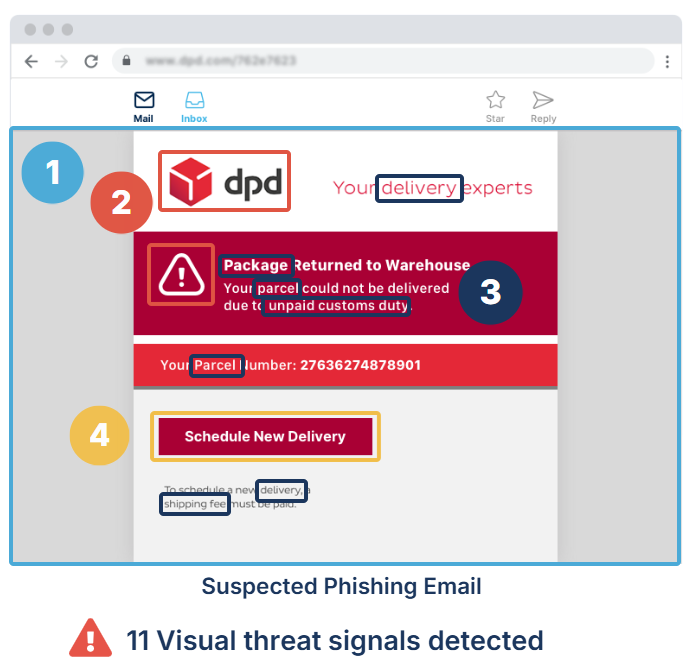 www.dpd.com/762e7623
Mail
Inbox
Star
Reply
1
2
dpd
Your delivery experts
Package Returned to Warehouse
Your parcel could not be delivered
due to unpaid customs duty.
3
Your Parcel Number: 27636274878901
4
Schedule New Delivery
To schedule a new delivery, a
shipping fee must be paid.
Suspected Phishing Email
11 Visual threat signals detected